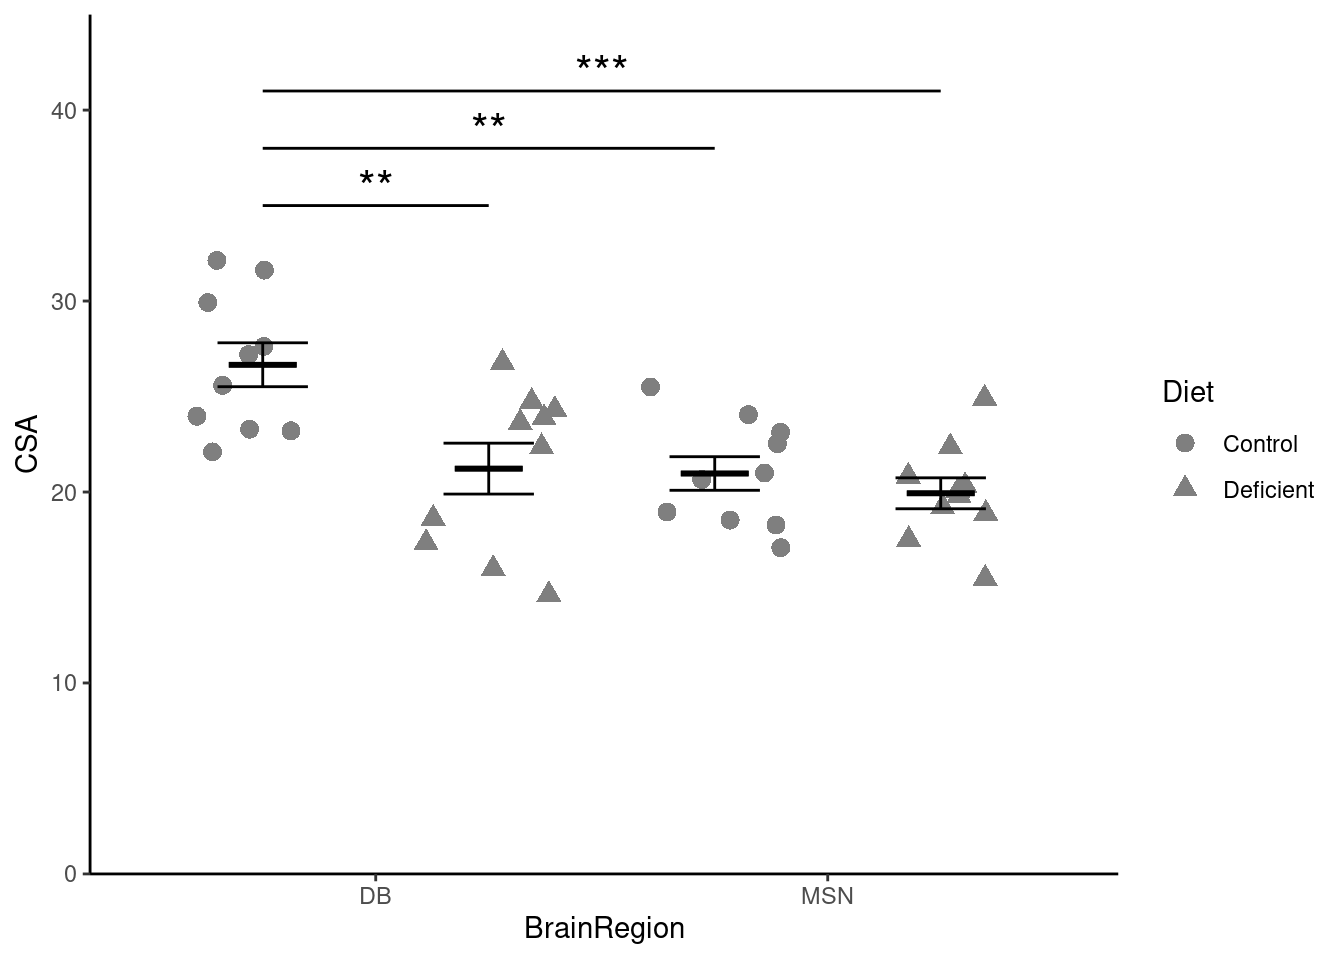 ***
**
**
40
30
20
10
0
CSA
DB
MSN
BrainRegion
Diet
Control
Deficient